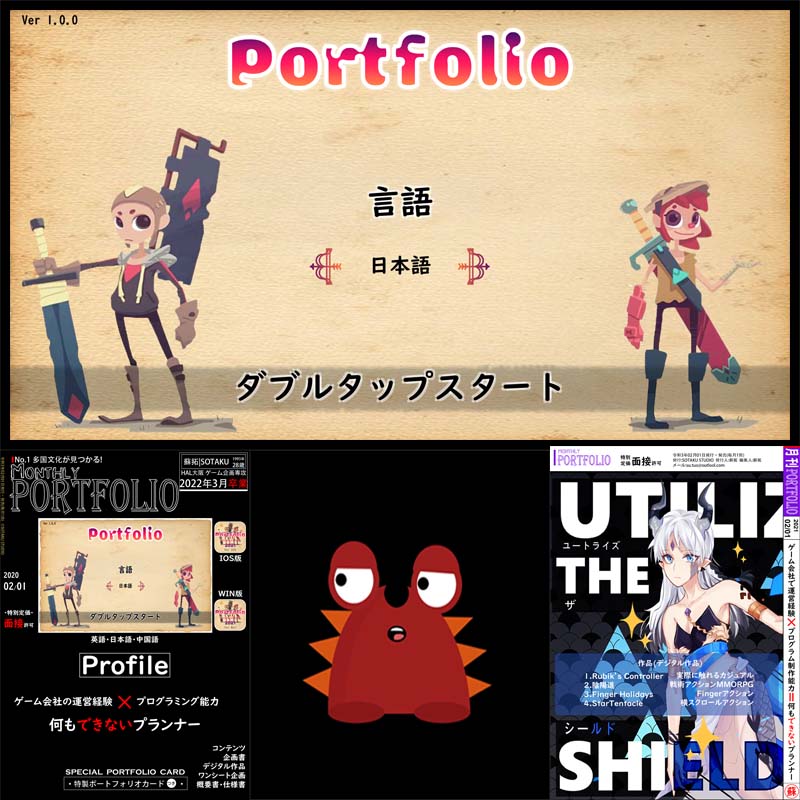 Ver 1.0.0
Portfolio
言語
日本語
ダブルタップスタート
No.1 多国文化が見つかる!
MONTHLY
PORTFOLIO
蘇拓|SOTAKU
28歳
HAL大阪 ゲーム企画専攻
2022年3月 卒業
Ver 1.0.0
Portfolio
言語
日本語
ダブルタップスタート
IOS版
WIN版
2020
02/01
・特別定価・
面接許可
英語・日本語・中国語
Profile
ゲーム会社の運営経験 × プログラミング能力
何もできないプランナー
コンテンツ
企画書
デジタル作品
ワンシート企画
概要書・仕様書
SPECIAL PORTFOLIO CARD
・特製ポートフォリオカード
MONTHLY
PORTFOLIO
特別
定価 面接許可
UTILIZ
ユートライズ
THE
ザ
作品(デジタル作品)
1.Rubik's Controller 実際に触れるカジュアル
2.陰陽道 戦術アクションMMORPG
3.Finger Holidays Fingerアクション
4.StarTentacle 横スクロールアクション
シールド
SHIELD
月刊 PORTFOLIO
2021
02/01
ゲーム会社で運営経験×プログラム制作能力=何もできないプランナー
蘇